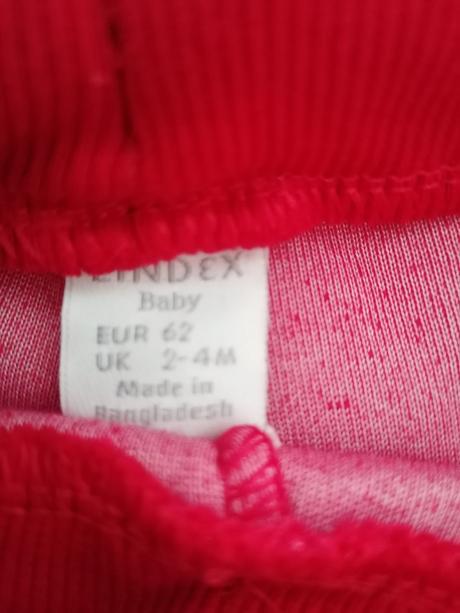 LINDEX
Baby
EUR 62
UK 2-4M
Made in
Bangladesh